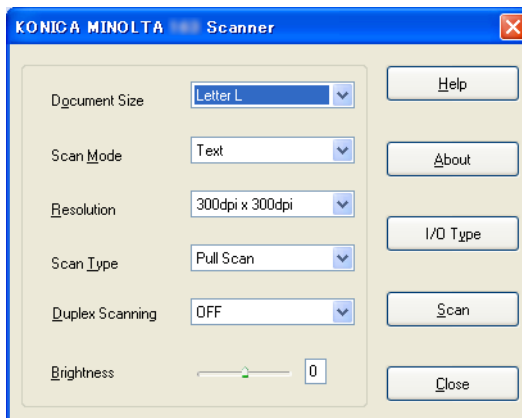 KONICA MINOLTA Scanner
Document Size Letter L
Scan Mode Text
Resolution 300dpi x 300dpi
Scan Type Pull Scan
Duplex Scanning OFF
Brightness 0
Help
About
I/O Type
Scan
Close